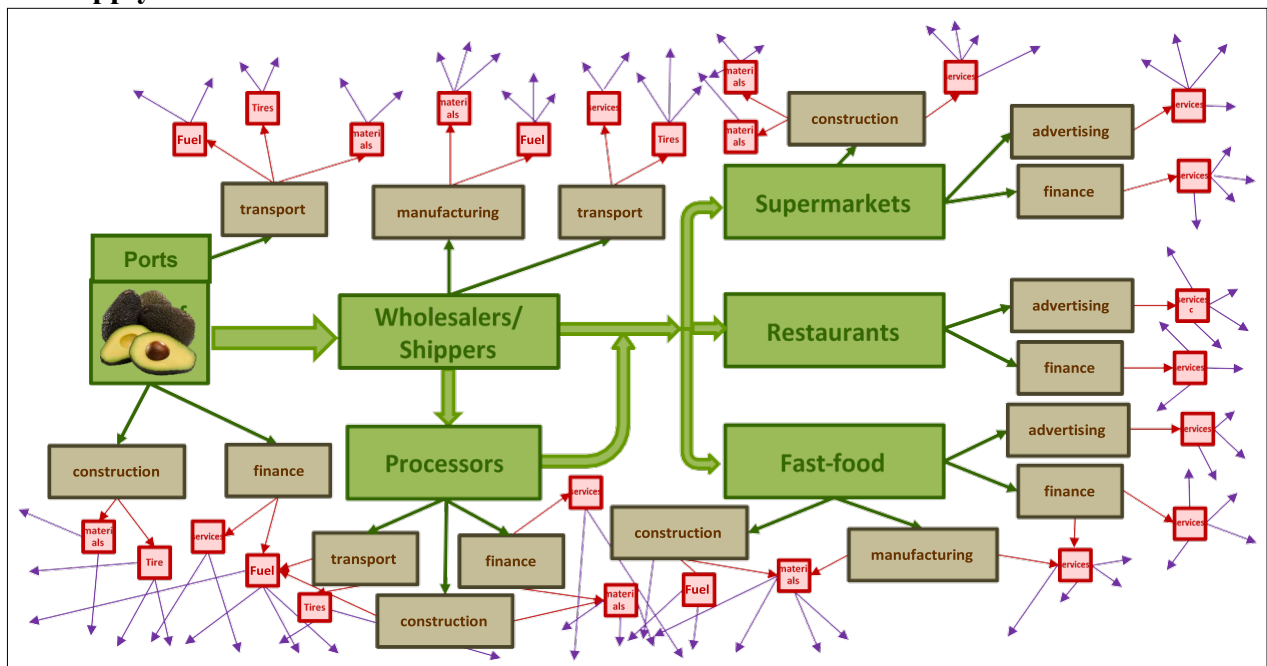 services
materi
als
services
Tires
materi
als
services
construction
advertising
Fuel
materi
als
Fuel
Tires
materi
als
Supermarkets
finance
services
transport
manufacturing
transport
Ports
Wholesalers/
Shippers
Restaurants
advertising
services
finance
services
advertising
services
construction
finance
Processors
Fast-food
finance
services
materi
als
services
construction
manufacturing
services
Tire
Fuel
transport
finance
materi
als
services
Tires
construction
materi
als
Fuel